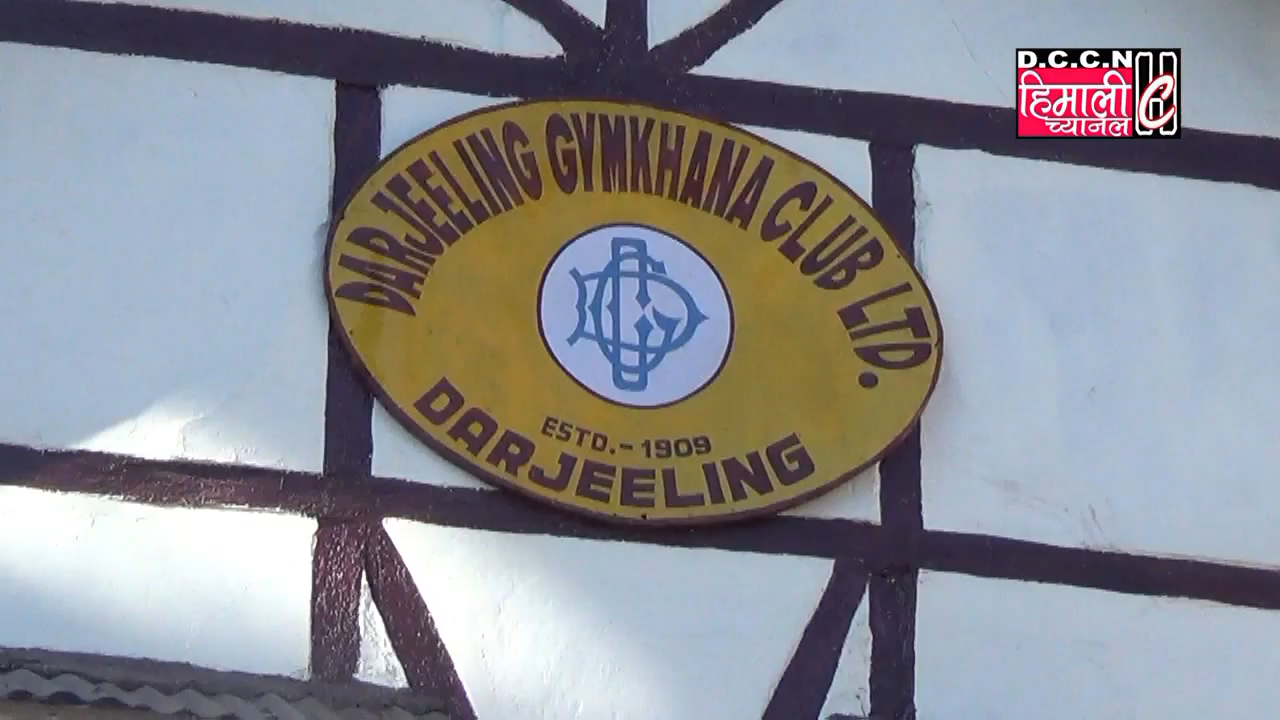 D.C.C.N
हिमाली
च्यानल
DARJEELING GYMKHANA CLUB LTD.
ESTD.- 1909
DARJEELING